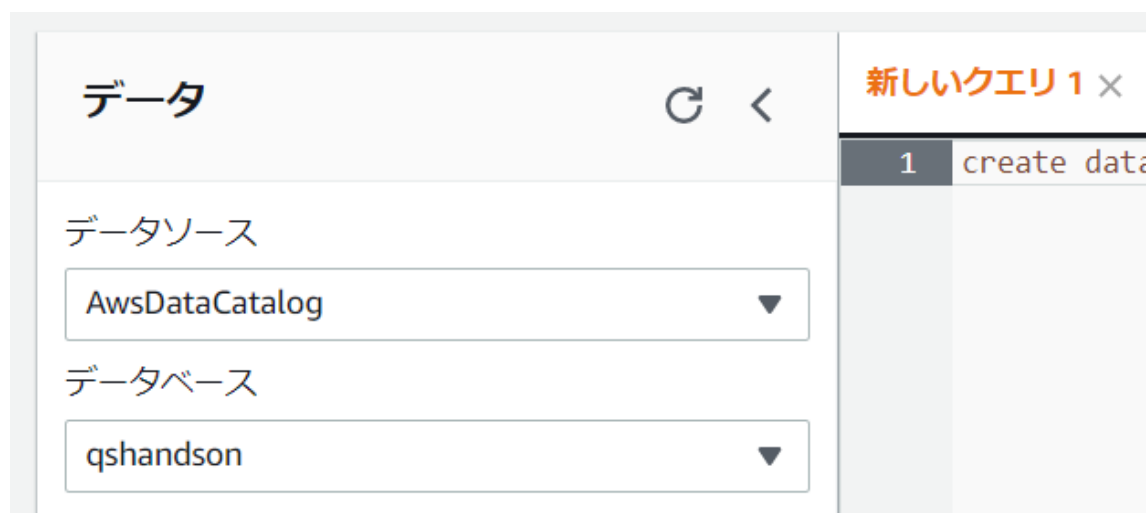 データ
データソース
AwsDataCatalog
データベース
qshandson
新しいクエリ 1
1 create data